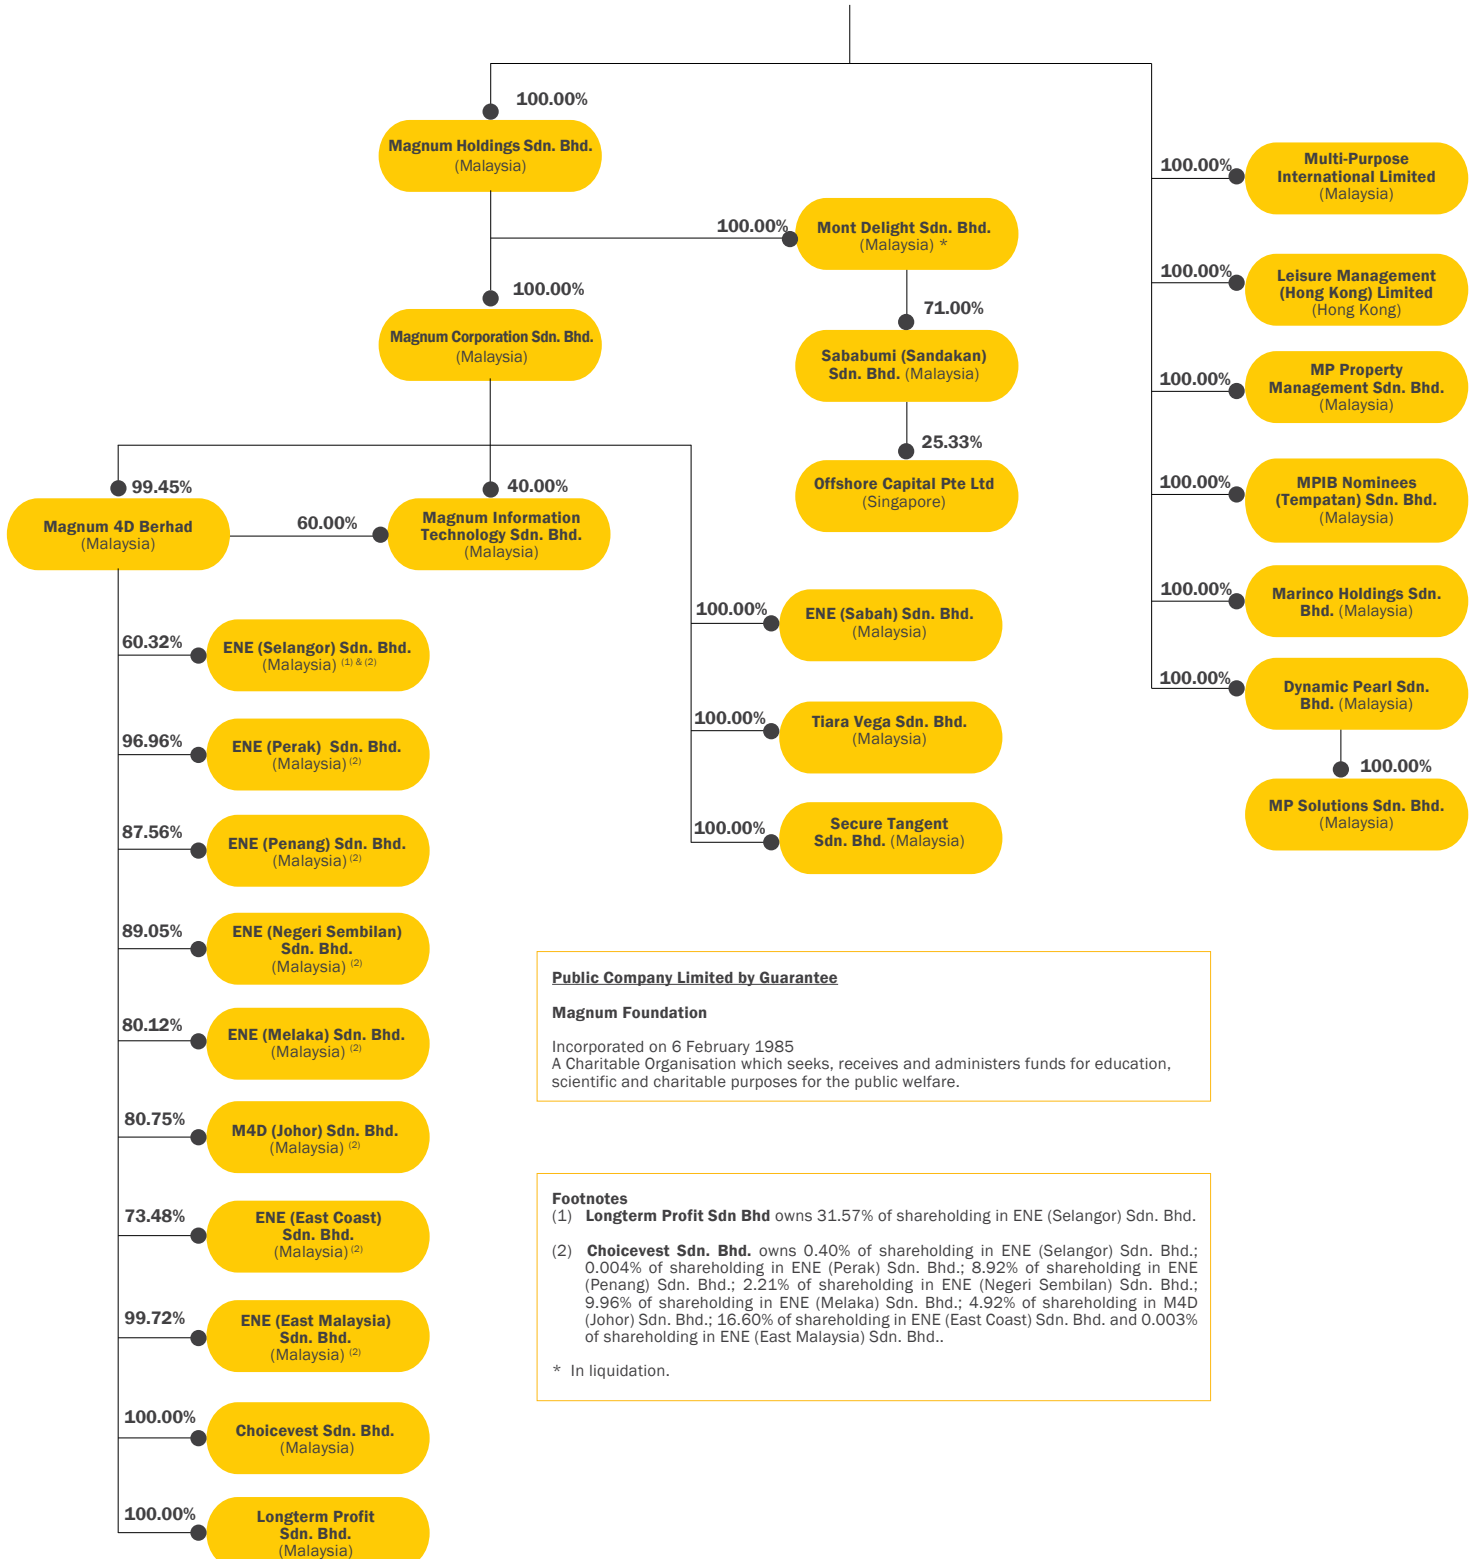 100.00%
Magnum Holdings Sdn. Bhd.
(Malaysia)
100.00%
Mont Delight Sdn. Bhd.
(Malaysia) *
100.00%
Magnum Corporation Sdn. Bhd.
(Malaysia)
71.00%
Sababumi (Sandakan)
Sdn. Bhd. (Malaysia)
25.33%
Offshore Capital Pte Ltd
(Singapore)
99.45%
Magnum 4D Berhad
(Malaysia)
60.00%
40.00%
Magnum Information
Technology Sdn. Bhd.
(Malaysia)
60.32%
ENE (Selangor) Sdn. Bhd.
(Malaysia) (1) & (2)
96.96%
ENE (Perak) Sdn. Bhd.
(Malaysia) (2)
87.56%
ENE (Penang) Sdn. Bhd.
(Malaysia) (2)
89.05%
ENE (Negeri Sembilan)
Sdn. Bhd.
(Malaysia) (2)
80.12%
ENE (Melaka) Sdn. Bhd.
(Malaysia) (2)
80.75%
M4D (Johor) Sdn. Bhd.
(Malaysia) (2)
73.48%
ENE (East Coast)
Sdn. Bhd.
(Malaysia) (2)
99.72%
ENE (East Malaysia)
Sdn. Bhd.
(Malaysia) (2)
100.00%
Choicevest Sdn. Bhd.
(Malaysia)
100.00%
Longterm Profit
Sdn. Bhd.
(Malaysia)
100.00%
ENE (Sabah) Sdn. Bhd.
(Malaysia)
100.00%
Tiara Vega Sdn. Bhd.
(Malaysia)
100.00%
Secure Tangent
Sdn. Bhd. (Malaysia)
100.00%
Multi-Purpose
International Limited
(Malaysia)
100.00%
Leisure Management
(Hong Kong) Limited
(Hong Kong)
100.00%
MP Property
Management Sdn. Bhd.
(Malaysia)
100.00%
MPIB Nominees
(Tempatan) Sdn. Bhd.
(Malaysia)
100.00%
Marinco Holdings Sdn.
Bhd. (Malaysia)
100.00%
Dynamic Pearl Sdn.
Bhd. (Malaysia)
100.00%
MP Solutions Sdn. Bhd.
(Malaysia)
Public Company Limited by Guarantee
Magnum Foundation
Incorporated on 6 February 1985
A Charitable Organisation which seeks, receives and administers funds for education,
scientific and charitable purposes for the public welfare.
Footnotes
(1) Longterm Profit Sdn Bhd owns 31.57% of shareholding in ENE (Selangor) Sdn. Bhd.
(2) Choicevest Sdn. Bhd. owns 0.40% of shareholding in ENE (Selangor) Sdn. Bhd.;
0.004% of shareholding in ENE (Perak) Sdn. Bhd.; 8.92% of shareholding in ENE
(Penang) Sdn. Bhd.; 2.21% of shareholding in ENE (Negeri Sembilan) Sdn. Bhd.;
9.96% of shareholding in ENE (Melaka) Sdn. Bhd.; 4.92% of shareholding in M4D
(Johor) Sdn. Bhd.; 16.60% of shareholding in ENE (East Coast) Sdn. Bhd. and 0.003%
of shareholding in ENE (East Malaysia) Sdn. Bhd..
* In liquidation.